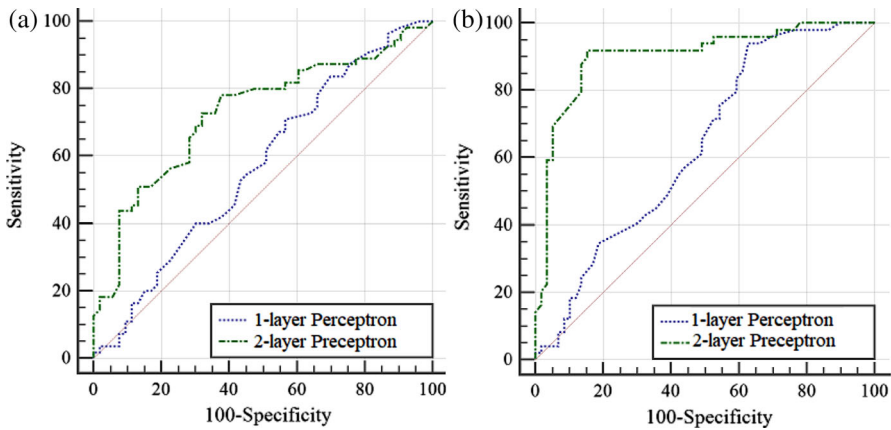 (a)
100
80
60
40
20
0
Sensitivity
1-layer Perceptron
2-layer Preceptron
0 20 40 60 80 100
100-Specificity
(b)
100
80
60
40
20
0
Sensitivity
1-layer Perceptron
2-layer Preceptron
0 20 40 60 80 100
100-Specificity